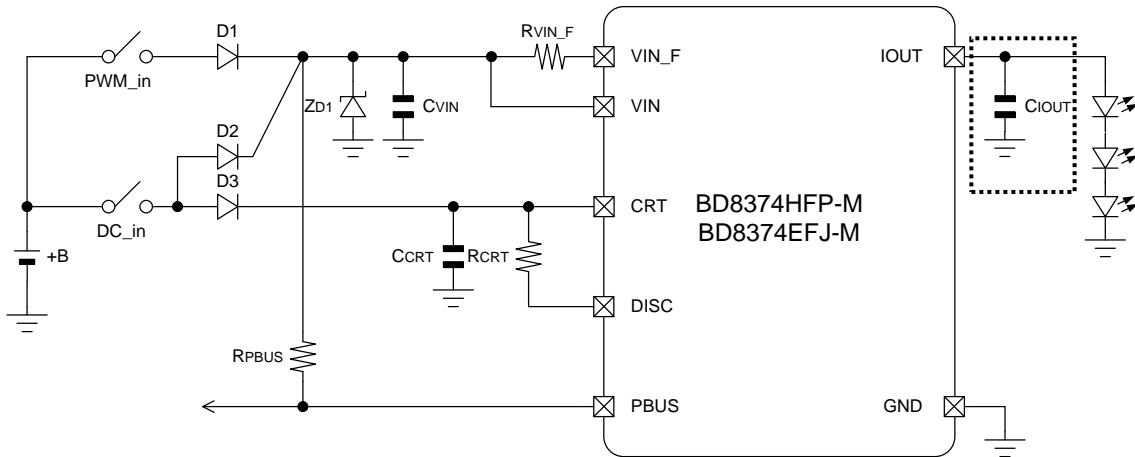 D1
RVIN_F
PWM_in
VIN_F
IOUT
ZD1
CVIN
VIN
CIOUT
D2
D3
DC_in
CRT
BD8374HFP-M
BD8374EFJ-M
+B
CCRT
RCRT
DISC
RPBUS
PBUS
GND